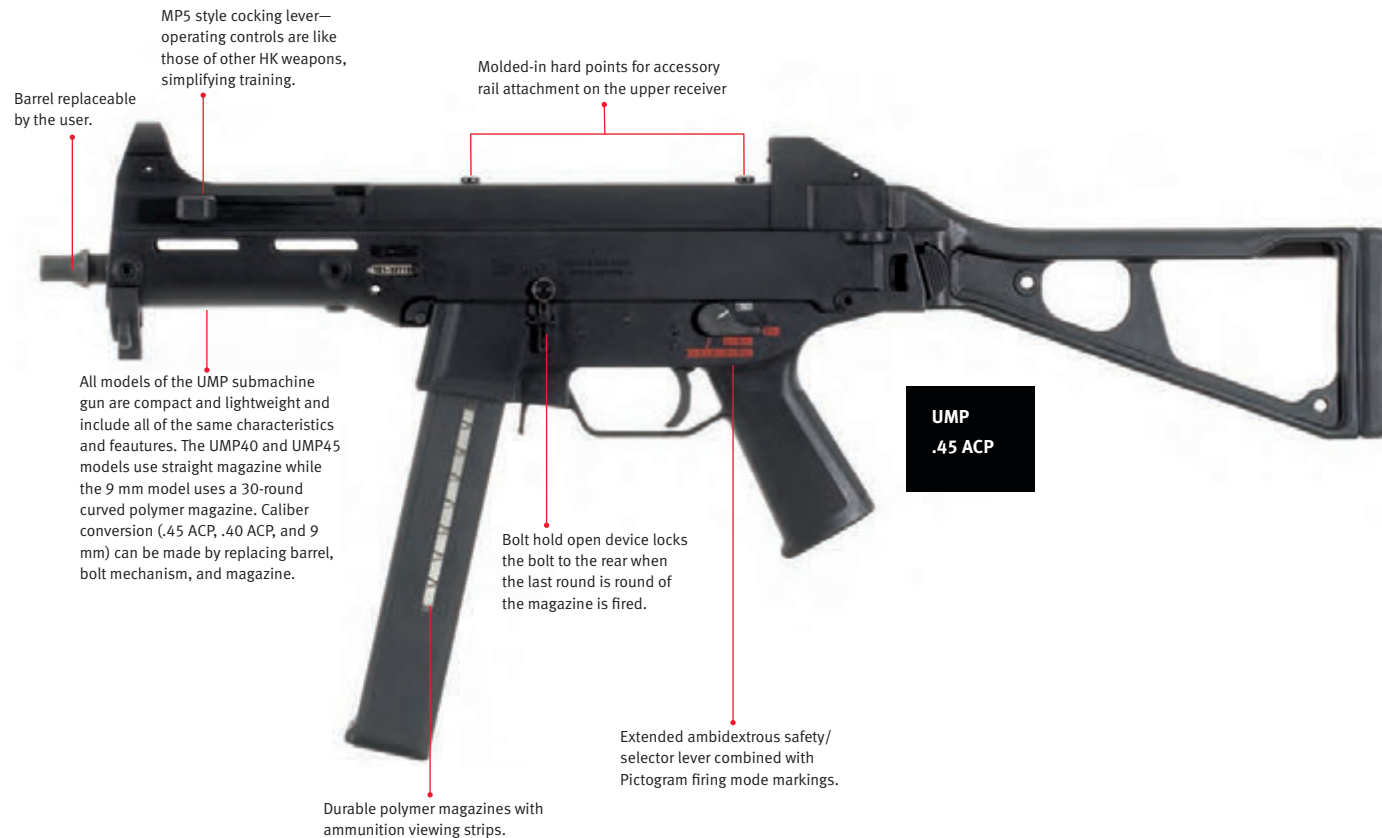 MP5 style cocking lever—
operating controls are like
those of other HK weapons,
simplifying training.
Molded-in hard points for accessory
rail attachment on the upper receiver
Barrel replaceable
by the user.
All models of the UMP submachine
gun are compact and lightweight and
include all of the same characteristics
and feautures. The UMP40 and UMP45
models use straight magazine while
the 9 mm model uses a 30-round
curved polymer magazine. Caliber
conversion (.45 ACP, .40 ACP, and 9
mm) can be made by replacing barrel,
bolt mechanism, and magazine.
UMP
.45 ACP
Bolt hold open device locks
the bolt to the rear when
the last round is round of
the magazine is fired.
Extended ambidextrous safety/
selector lever combined with
Pictogram firing mode markings.
Durable polymer magazines with
ammunition viewing strips.